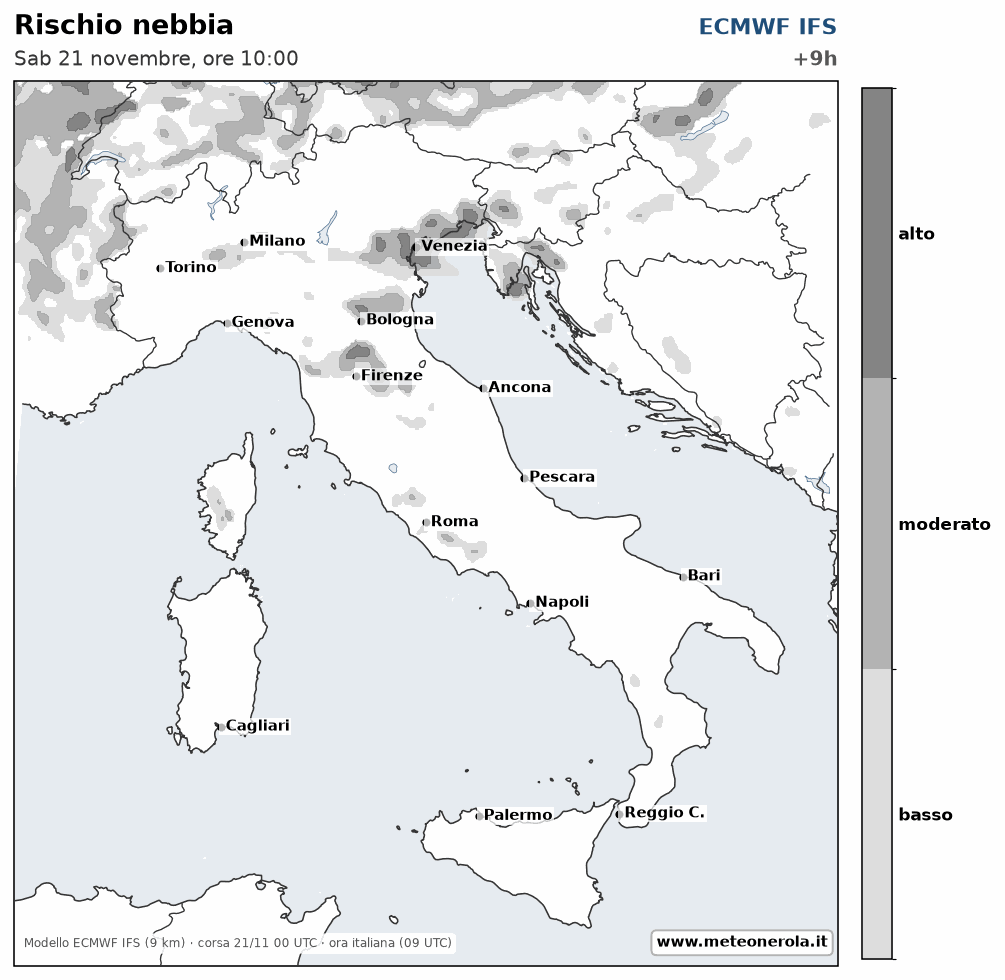 Rischio nebbia
ECMWF IFS
Sab 21 novembre, ore 10:00
+9h
Milano
Venezia
Torino
Genova
Bologna
Firenze
Ancona
Pescara
Roma
Bari
Napoli
Cagliari
Palermo
Reggio C.
alto
moderato
basso
Modello ECMWF IFS (9 km) · corsa 21/11 00 UTC · ora italiana (09 UTC)
www.meteonerola.it